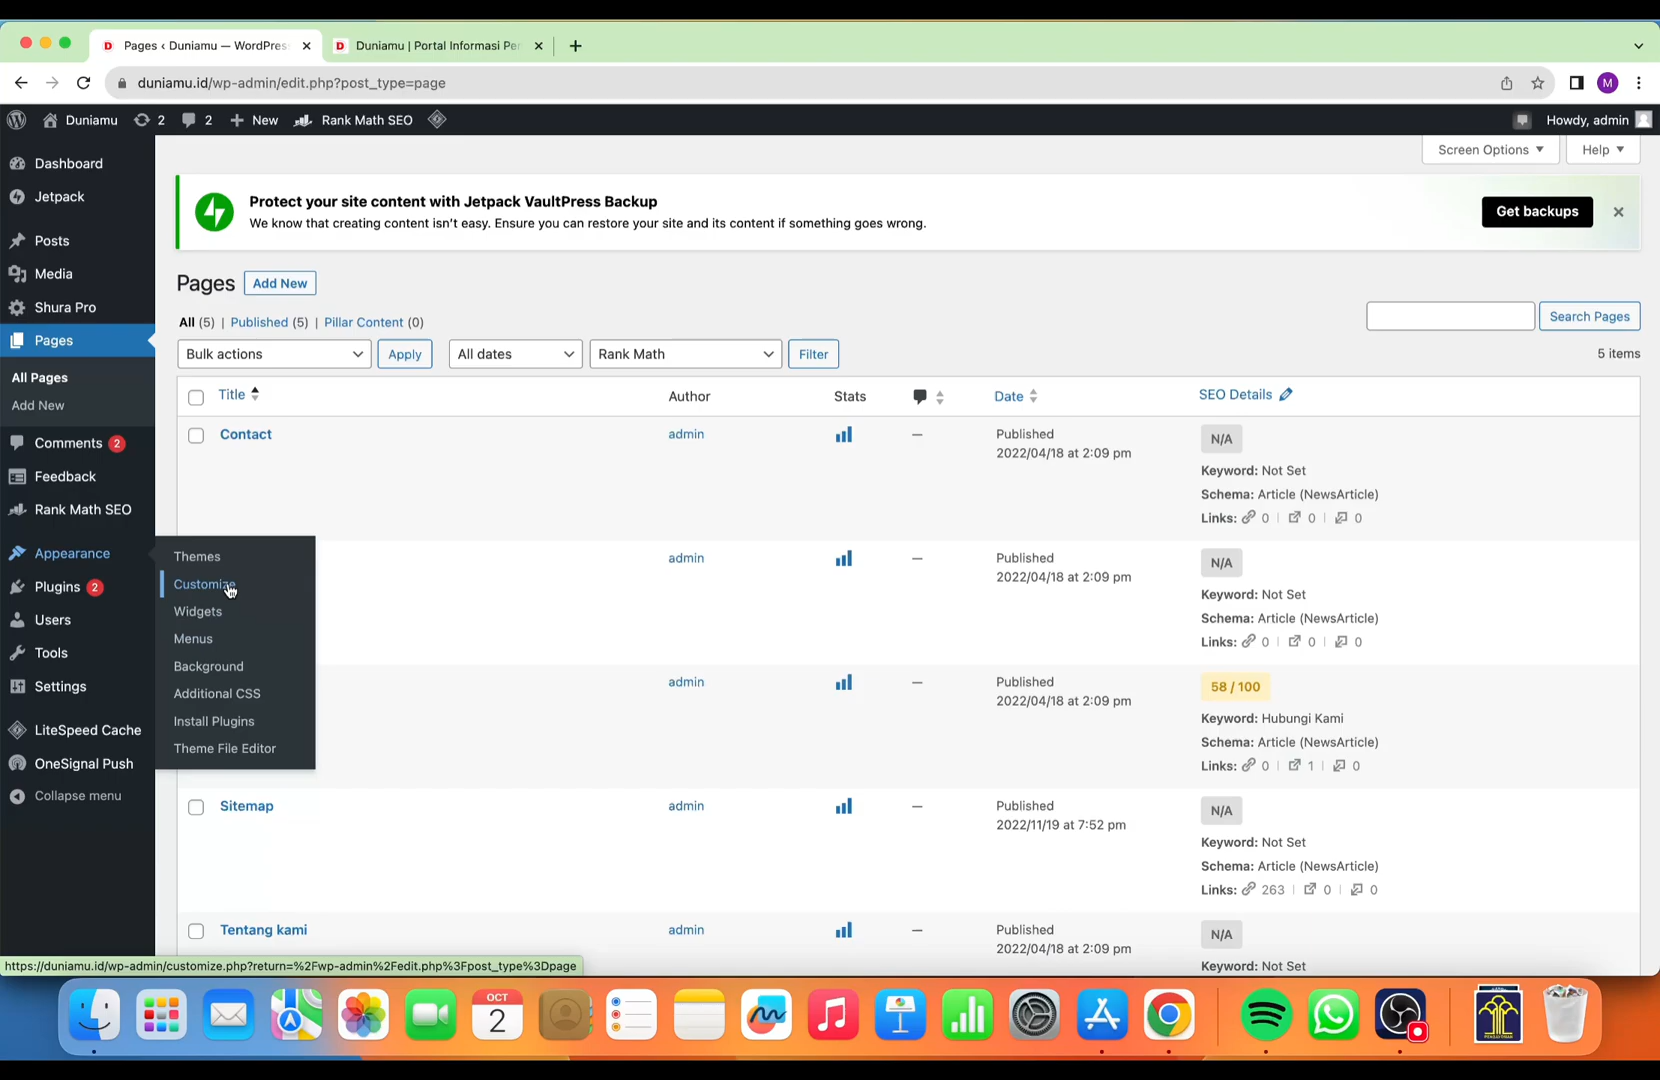 Pages ‹ Duniamu — WordPres
Duniamu | Portal Informasi Per
duniamu.id/wp-admin/edit.php?post_type=page
M
Duniamu
2
2
New
Rank Math SEO
Howdy, admin
Dashboard
Jetpack
Posts
Media
Shura Pro
Pages
All Pages
Add New
Comments 2
Feedback
Rank Math SEO
Appearance
Plugins 2
Users
Tools
Settings
LiteSpeed Cache
OneSignal Push
Collapse menu
Themes
Customize
Widgets
Menus
Background
Additional CSS
Install Plugins
Theme File Editor
Screen Options
Help
Protect your site content with Jetpack VaultPress Backup
We know that creating content isn't easy. Ensure you can restore your site and its content if something goes wrong.
Get backups
Pages
Add New
All (5) | Published (5) | Pillar Content (0)
Search Pages
Bulk actions
Apply
All dates
Rank Math
Filter
5 items
Title
Author
Stats
Date
SEO Details
Contact
admin
—
Published
2022/04/18 at 2:09 pm
N/A
Keyword: Not Set
Schema: Article (NewsArticle)
Links: 0 | 0 | 0
admin
—
Published
2022/04/18 at 2:09 pm
N/A
Keyword: Not Set
Schema: Article (NewsArticle)
Links: 0 | 0 | 0
admin
—
Published
2022/04/18 at 2:09 pm
58 / 100
Keyword: Hubungi Kami
Schema: Article (NewsArticle)
Links: 0 | 1 | 0
Sitemap
admin
—
Published
2022/11/19 at 7:52 pm
N/A
Keyword: Not Set
Schema: Article (NewsArticle)
Links: 263 | 0 | 0
Tentang kami
admin
—
Published
2022/04/18 at 2:09 pm
N/A
Keyword: Not Set
https://duniamu.id/wp-admin/customize.php?return=%2Fwp-admin%2Fedit.php%3Fpost_type%3Dpage
OCT
2